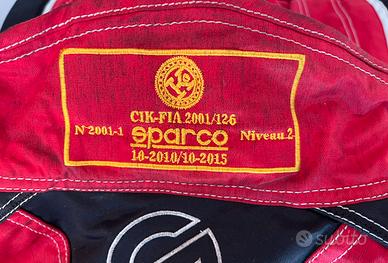 CIK-FIA 2001/126
N°2001-1 sparco Niveau.2
10-2010/10-2015
subito